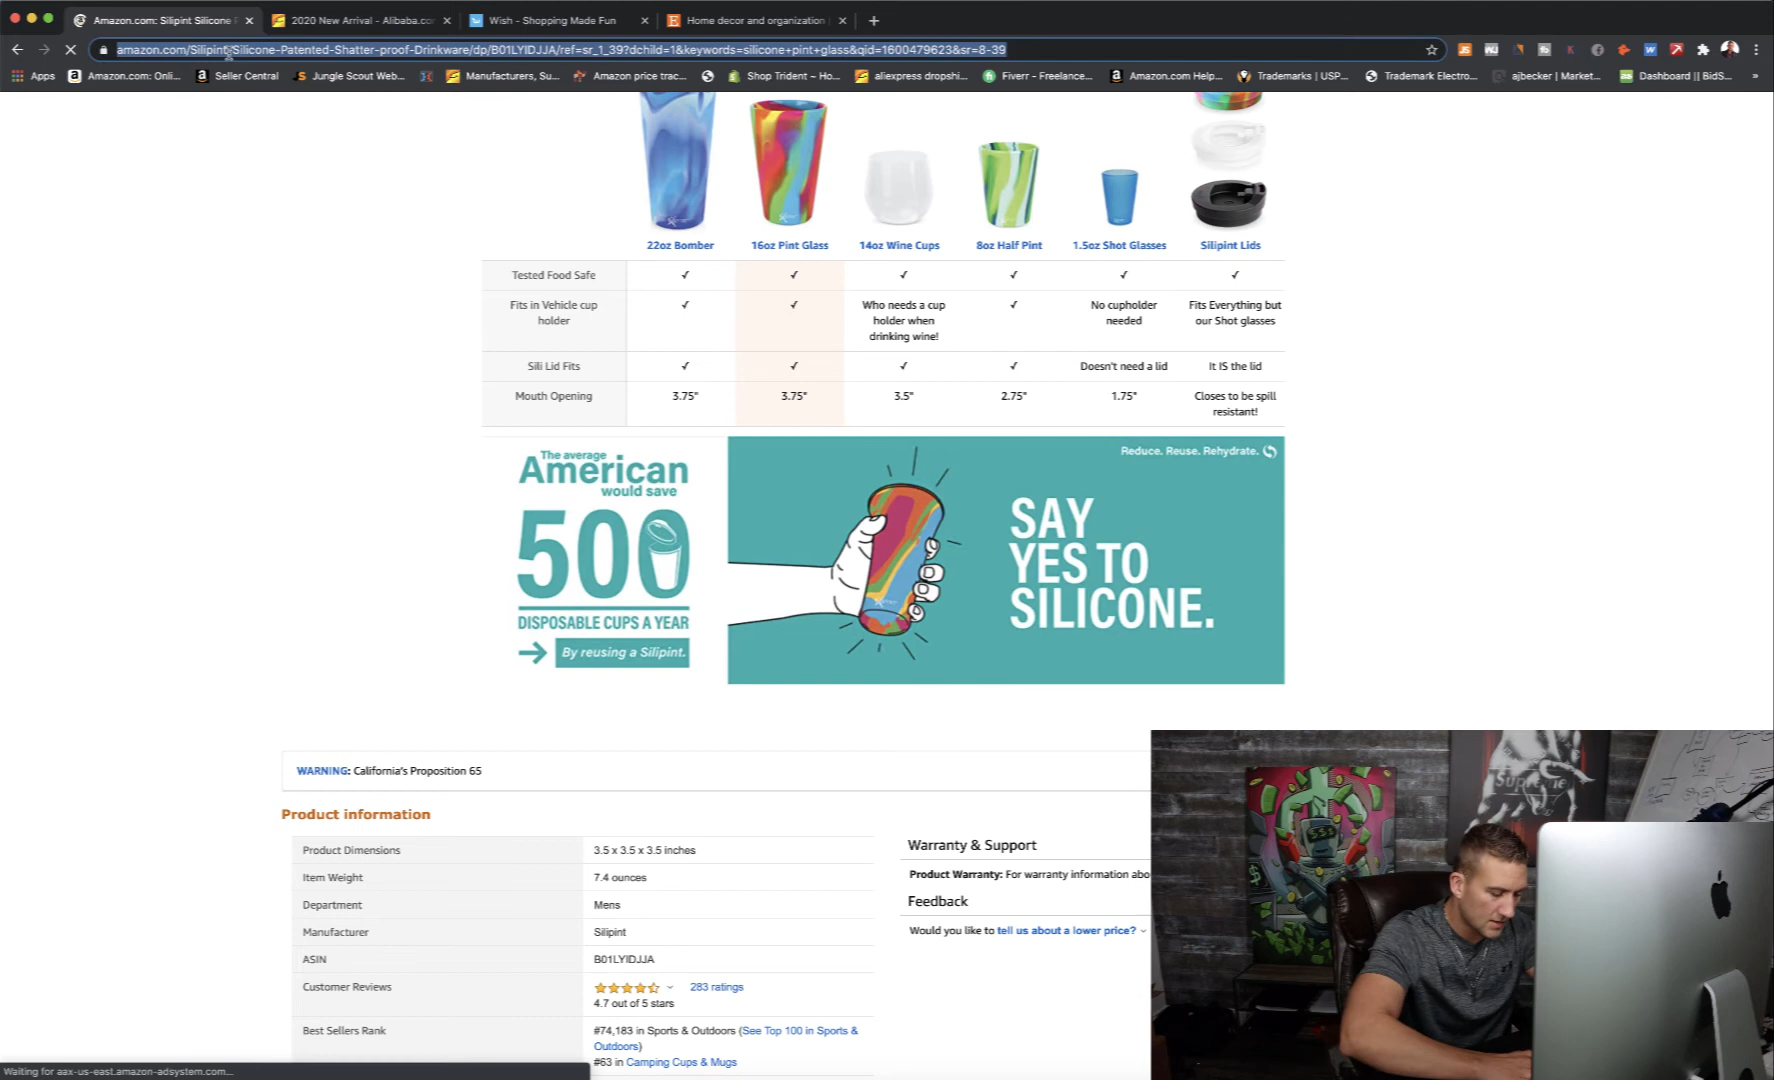 Amazon.com: Silipint Silicone P
2020 New Arrival - Alibaba.co
Wish - Shopping Made Fun
Home decor and organization
amazon.com/Silipint-Silicone-Patented-Shatter-proof-Drinkware/dp/B01LYIDJJA/ref=sr_1_39?dchild=1&keywords=silicone+pint+glass&qid=1600479623&sr=8-39
Apps
Amazon.com: Onli...
Seller Central
Jungle Scout Web...
Manufacturers, Su...
Amazon price trac...
Shop Trident – Ho...
aliexpress dropshi...
Fiverr - Freelance...
Amazon.com Help...
Trademarks | USP...
Trademark Electro...
ajbecker | Market...
Dashboard || BidS...
»
22oz Bomber
16oz Pint Glass
14oz Wine Cups
8oz Half Pint
1.5oz Shot Glasses
Silipint Lids
Tested Food Safe ✓ ✓ ✓ ✓ ✓ ✓
Fits in Vehicle cup
holder
✓ ✓
Who needs a cup
holder when
drinking wine!
✓
No cupholder
needed
Fits Everything but
our Shot glasses
Sili Lid Fits ✓ ✓ ✓ ✓ Doesn't need a lid It IS the lid
Mouth Opening 3.75" 3.75" 3.5" 2.75" 1.75"
Closes to be spill
resistant!
The average
American
would save
500
DISPOSABLE CUPS A YEAR
By reusing a Silipint.
Reduce. Reuse. Rehydrate.
SAY
YES TO
SILICONE.
WARNING: California's Proposition 65
Product information
Product Dimensions 3.5 x 3.5 x 3.5 inches
Item Weight 7.4 ounces
Department Mens
Manufacturer Silipint
ASIN B01LYIDJJA
Customer Reviews 283 ratings
4.7 out of 5 stars
Best Sellers Rank #74,183 in Sports & Outdoors (See Top 100 in Sports &
Outdoors)
#63 in Camping Cups & Mugs
Warranty & Support
Product Warranty: For warranty information abo
Feedback
Would you like to tell us about a lower price?
Supreme
Waiting for aax-us-east.amazon-adsystem.com...